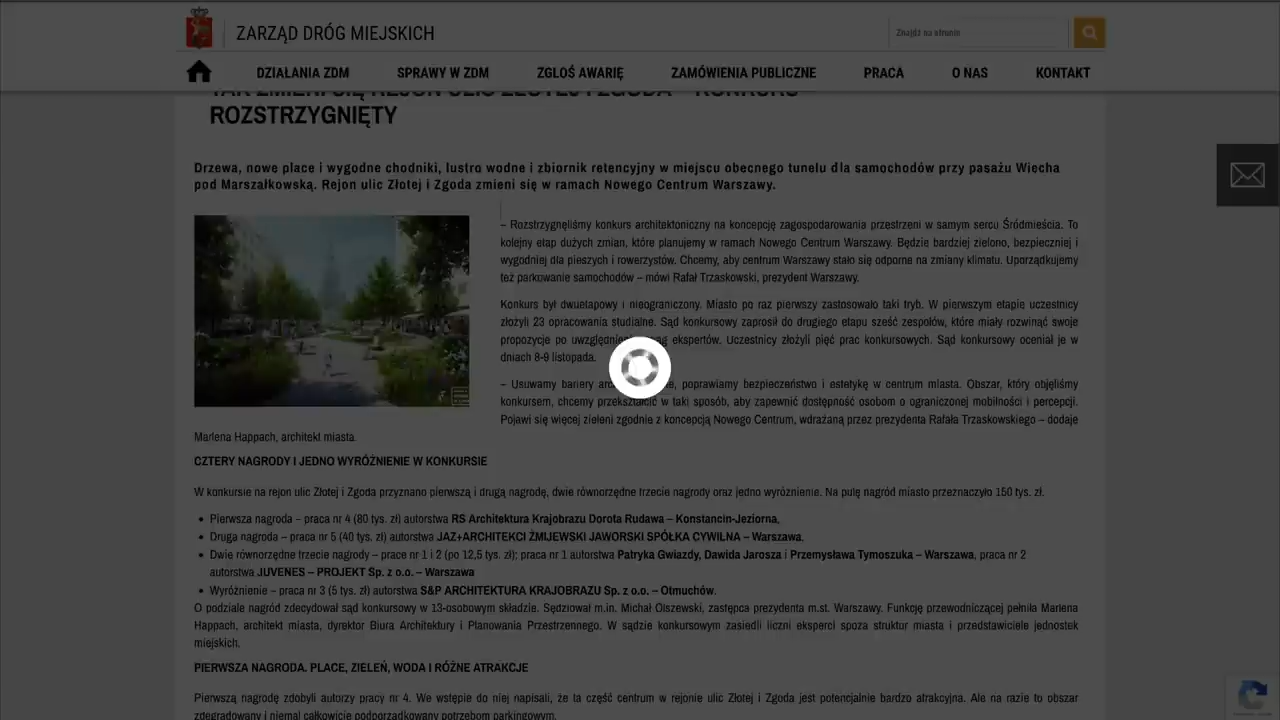 ZARZĄD DRÓG MIEJSKICH
Znajdź na stronie
DZIAŁANIA ZDM SPRAWY W ZDM ZGŁOŚ AWARIĘ ZAMÓWIENIA PUBLICZNE PRACA O NAS KONTAKT
TAK ZMIENI SIĘ REJON ULIC ZŁOTEJ I ZGODA – KONKURS
ROZSTRZYGNIĘTY
Drzewa, nowe place i wygodne chodniki, lustro wodne i zbiornik retencyjny w miejscu obecnego tunelu dla samochodów przy pasażu Wiecha
pod Marszałkowską. Rejon ulic Złotej i Zgoda zmieni się w ramach Nowego Centrum Warszawy.
– Rozstrzygnęliśmy konkurs architektoniczny na koncepcję zagospodarowania przestrzeni w samym sercu Śródmieścia. To
kolejny etap dużych zmian, które planujemy w ramach Nowego Centrum Warszawy. Będzie bardziej zielono, bezpieczniej i
wygodniej dla pieszych i rowerzystów. Chcemy, aby centrum Warszawy stało się odporne na zmiany klimatu. Uporządkujemy
też parkowanie samochodów – mówi Rafał Trzaskowski, prezydent Warszawy.
Konkurs był dwuetapowy i nieograniczony. Miasto po raz pierwszy zastosowało taki tryb. W pierwszym etapie uczestnicy
złożyli 23 opracowania studialne. Sąd konkursowy zaprosił do drugiego etapu sześć zespołów, które miały rozwinąć swoje
propozycje po ekspertów. Uczestnicy złożyli pięć prac konkursowych. Sąd konkursowy oceniał je w
dniach 8-9 listopada.
– Usuwamy bariery poprawiamy bezpieczeństwo i estetykę w centrum miasta. Obszar, który objęliśmy
konkursem, chcemy przekształcić w taki sposób, aby zapewnić dostępność osobom o ograniczonej mobilności i percepcji.
Pojawi się więcej zieleni zgodnie z koncepcją Nowego Centrum, wdrażaną przez prezydenta Rafała Trzaskowskiego – dodaje
Marlena Happach, architekt miasta.
CZTERY NAGRODY I JEDNO WYRÓŻNIENIE W KONKURSIE
W konkursie na rejon ulic Złotej i Zgoda przyznano pierwszą i drugą nagrodę, dwie równorzędne trzecie nagrody oraz jedno wyróżnienie. Na pulę nagród miasto przeznaczyło 150 tys. zł.
• Pierwsza nagroda – praca nr 4 (80 tys. zł) autorstwa RS Architektura Krajobrazu Dorota Rudawa – Konstancin-Jeziorna,
• Druga nagroda – praca nr 5 (40 tys. zł) autorstwa JAZ+ARCHITEKCI ŻMIJEWSKI JAWORSKI SPÓŁKA CYWILNA – Warszawa.
• Dwie równorzędne trzecie nagrody – prace nr 1 i 2 (po 12,5 tys. zł); praca nr 1 autorstwa Patryka Gwiazdy, Dawida Jarosza i Przemysława Tymoszuka – Warszawa, praca nr 2
autorstwa JUVENES – PROJEKT Sp. z o.o. – Warszawa
• Wyróżnienie – praca nr 3 (5 tys. zł) autorstwa S&P ARCHITEKTURA KRAJOBRAZU Sp. z o.o. – Otmuchów.
O podziale nagród zdecydował sąd konkursowy w 13-osobowym składzie. Sędziował m.in. Michał Olszewski, zastępca prezydenta m.st. Warszawy. Funkcję przewodniczącej pełniła Marlena
Happach, architekt miasta, dyrektor Biura Architektury i Planowania Przestrzennego. W sądzie konkursowym zasiedli liczni eksperci spoza struktur miasta i przedstawiciele jednostek
miejskich.
PIERWSZA NAGRODA. PLACE, ZIELEŃ, WODA I RÓŻNE ATRAKCJE
Pierwszą nagrodę zdobyli autorzy pracy nr 4. We wstępie do niej napisali, że ta część centrum w rejonie ulic Złotej i Zgoda jest potencjalnie bardzo atrakcyjna. Ale na razie to obszar
zdegradowany i niemal całkowicie podporządkowany potrzebom parkingowym.